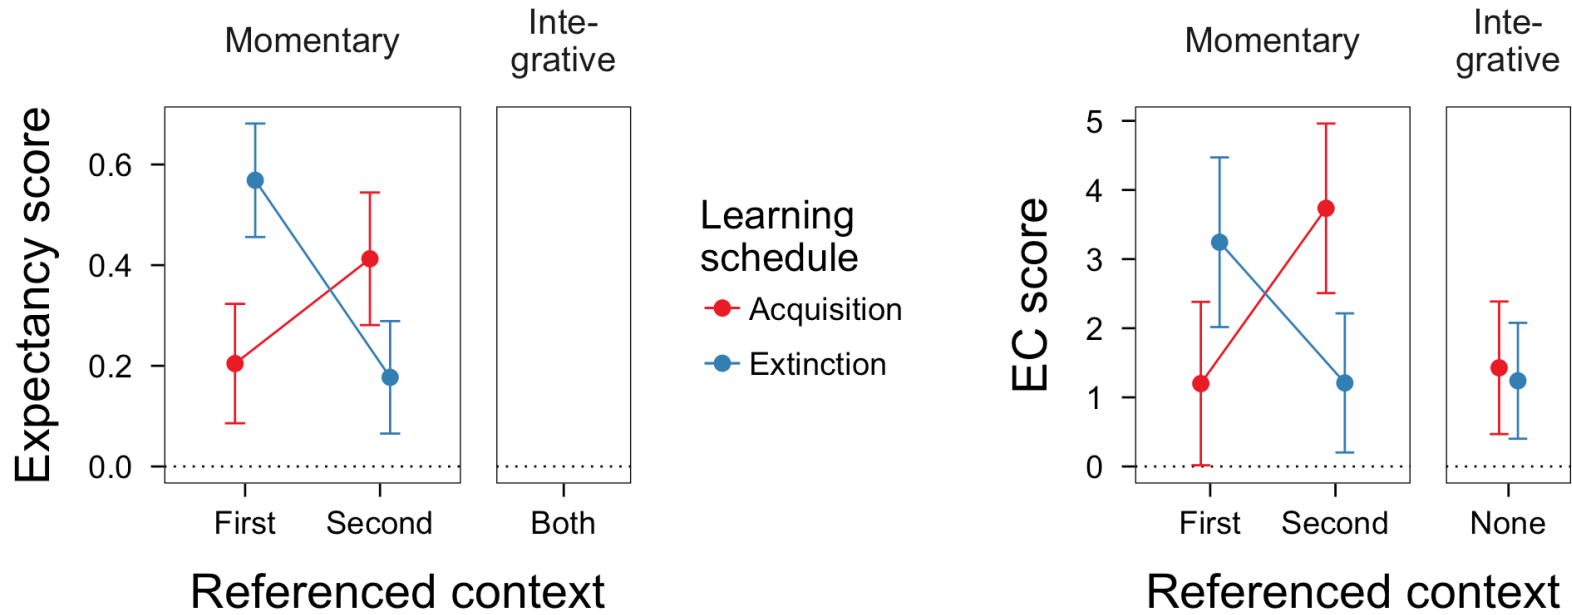 Momentary
Inte-
grative
Expectancy score
0.6
0.4
0.2
0.0
First
Second
Both
Referenced context
Learning
schedule
Acquisition
Extinction
Momentary
Inte-
grative
EC score
5
4
3
2
1
0
First
Second
None
Referenced context